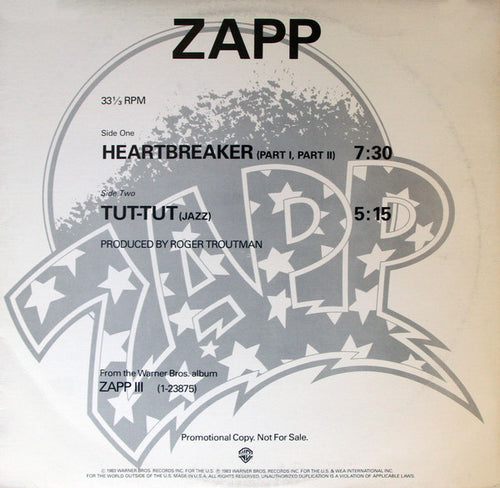 ZAPP
33⅓ RPM
Side One
HEARTBREAKER (PART I, PART II) 7:30
Side Two
TUT-TUT (JAZZ) 5:15
PRODUCED BY ROGER TROUTMAN
ZAPP
From the Warner Bros. album
ZAPP III (1-23875)
Promotional Copy. Not For Sale.
© 1983 WARNER BROS. RECORDS INC. FOR THE U.S. ℗ 1983 WARNER BROS. RECORDS INC. FOR THE U.S. & WEA INTERNATIONAL INC.
FOR THE WORLD OUTSIDE OF THE U.S. MADE IN U.S.A. ALL RIGHTS RESERVED. UNAUTHORIZED DUPLICATION IS A VIOLATION OF APPLICABLE LAWS.